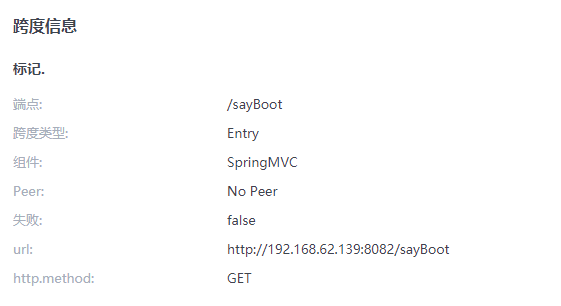 跨度信息
标记.
端点: /sayBoot
跨度类型: Entry
组件: SpringMVC
Peer: No Peer
失败: false
url: http://192.168.62.139:8082/sayBoot
http.method: GET